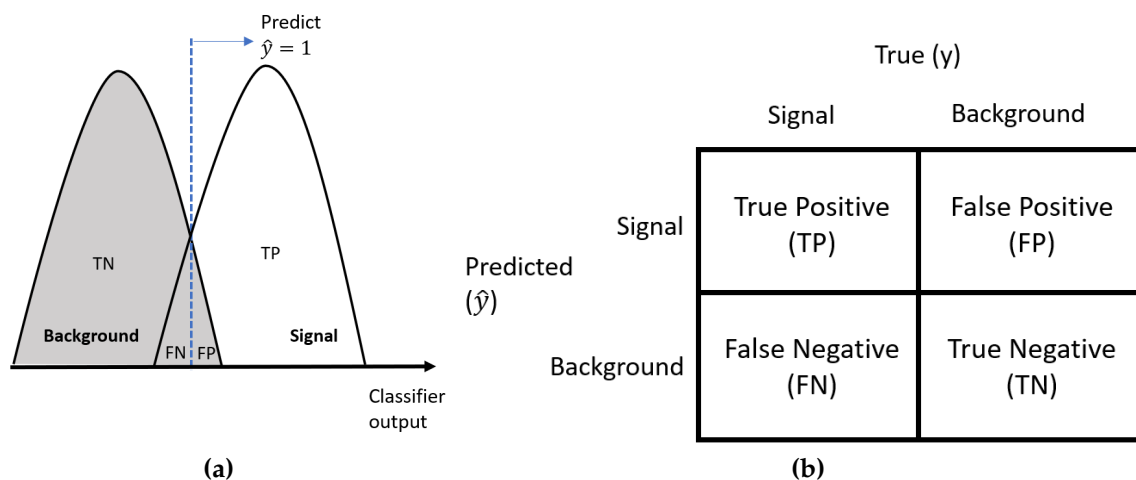 Predict
ŷ = 1
TN
TP
Background
Signal
FN
FP
Classifier
output
(a)
True (y)
Signal
Background
Predicted
(ŷ)
Signal
True Positive
(TP)
False Positive
(FP)
Background
False Negative
(FN)
True Negative
(TN)
(b)